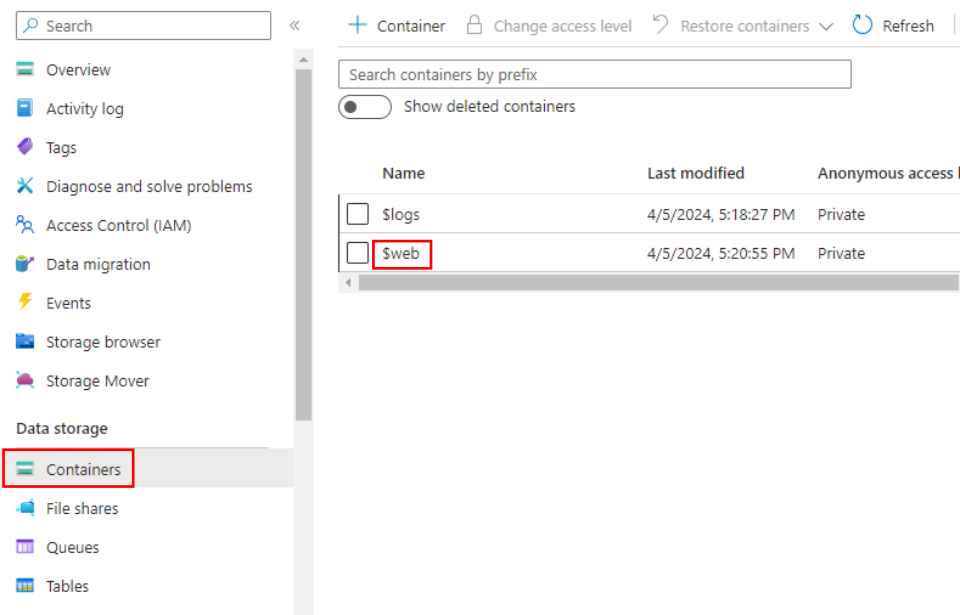 Search
«
Overview
Activity log
Tags
Diagnose and solve problems
Access Control (IAM)
Data migration
Events
Storage browser
Storage Mover
Data storage
Containers
File shares
Queues
Tables
+ Container Change access level Restore containers Refresh
Search containers by prefix
Show deleted containers
Name Last modified Anonymous access l
$logs 4/5/2024, 5:18:27 PM Private
$web 4/5/2024, 5:20:55 PM Private